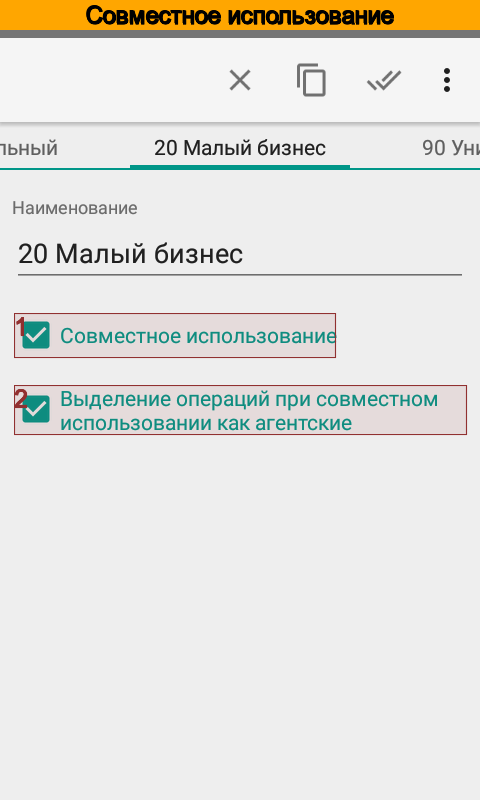 Совместное использование
льный 20 Малый бизнес 90 Уни
Наименование
20 Малый бизнес
1 Совместное использование
2 Выделение операций при совместном
использовании как агентские